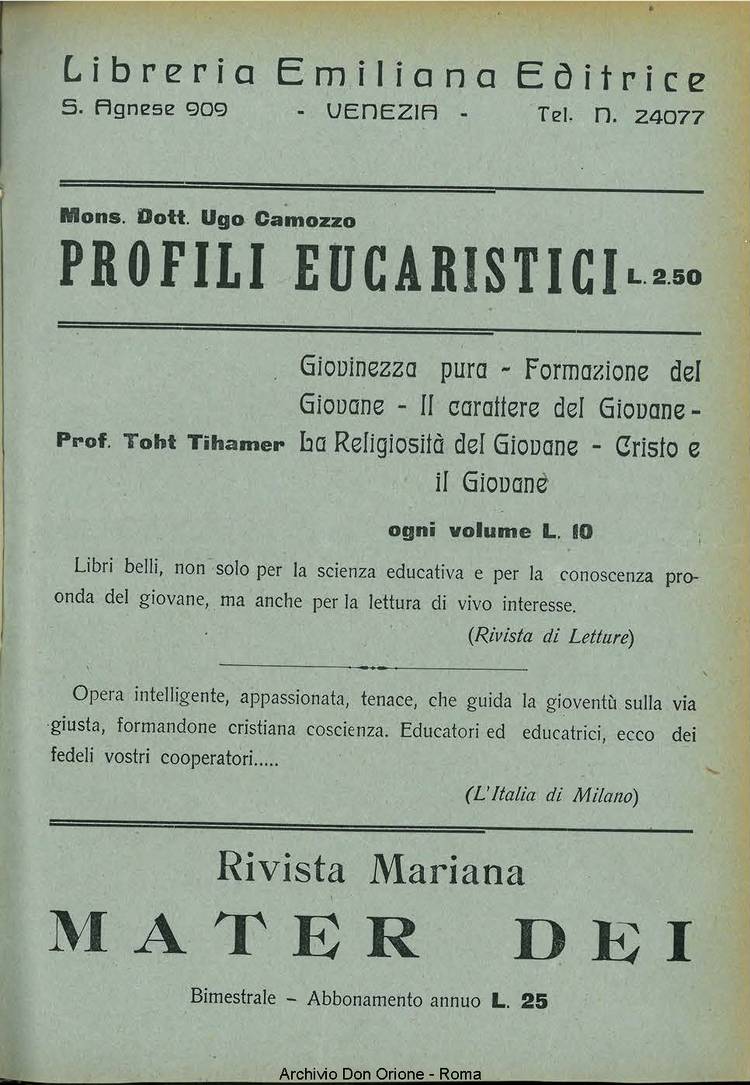 Libreria Emiliana Editrice
S. Agnese 909 - VENEZIA - Tel. N. 24077
Mons. Dott. Ugo Camozzo
PROFILI EUCARISTICI L. 2.50
Giovinezza pura - Formazione del
Giovane - Il carattere del Giovane -
Prof. Toht Tihamer La Religiosità del Giovane - Cristo e
il Giovane
ogni volume L. 10
Libri belli, non solo per la scienza educativa e per la conoscenza pro-
onda del giovane, ma anche per la lettura di vivo interesse.
(Rivista di Letture)
Opera intelligente, appassionata, tenace, che guida la gioventù sulla via
giusta, formandone cristiana coscienza. Educatori ed educatrici, ecco dei
fedeli vostri cooperatori.....
(L'Italia di Milano)
Rivista Mariana
MATER DEI
Bimestrale - Abbonamento annuo L. 25
Archivio Don Orione - Roma